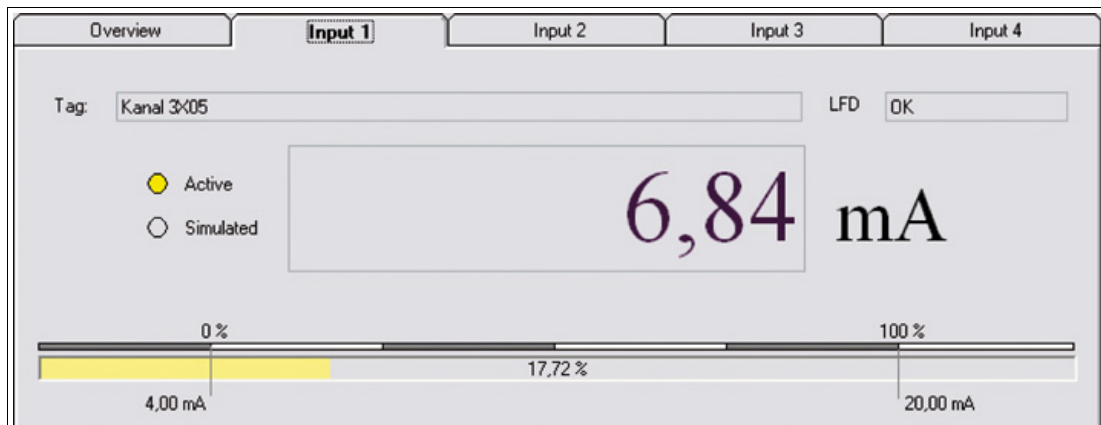 Overview Input 1 Input 2 Input 3 Input 4
Tag: Kanal 3X05 LFD OK
Active
Simulated
6,84 mA
0 % 100 %
17,72 %
4,00 mA 20,00 mA